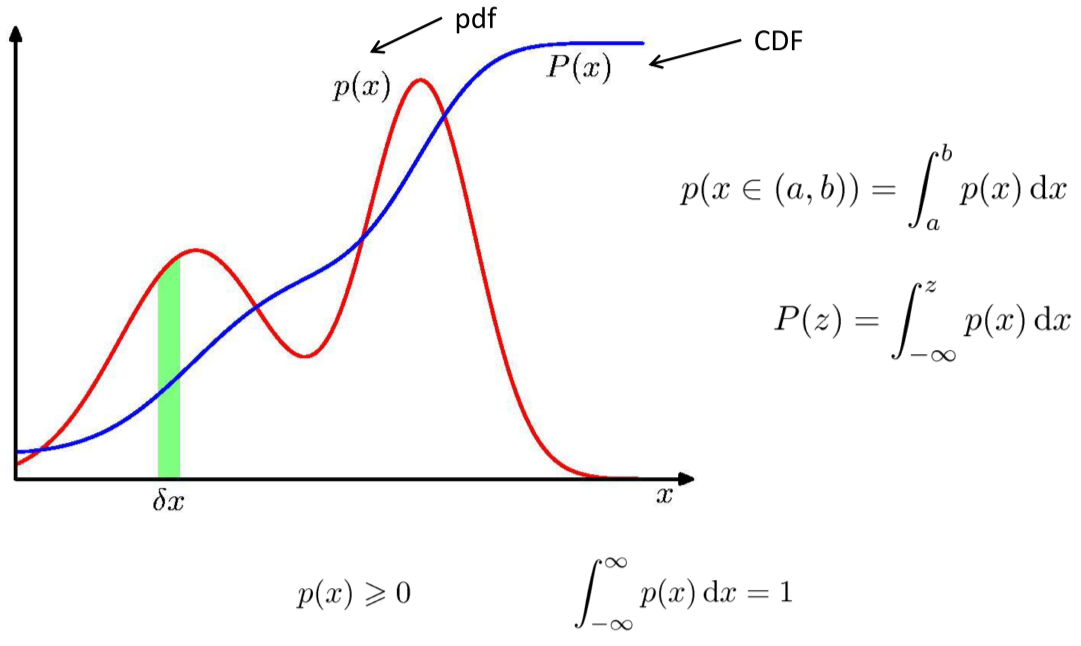 pdf
CDF
p(x)
P(x)
p(x ∈ (a, b)) = ∫_a^b p(x) dx
P(z) = ∫_{−∞}^z p(x) dx
δx
x
p(x) ⩾ 0
∫_{−∞}^∞ p(x) dx = 1